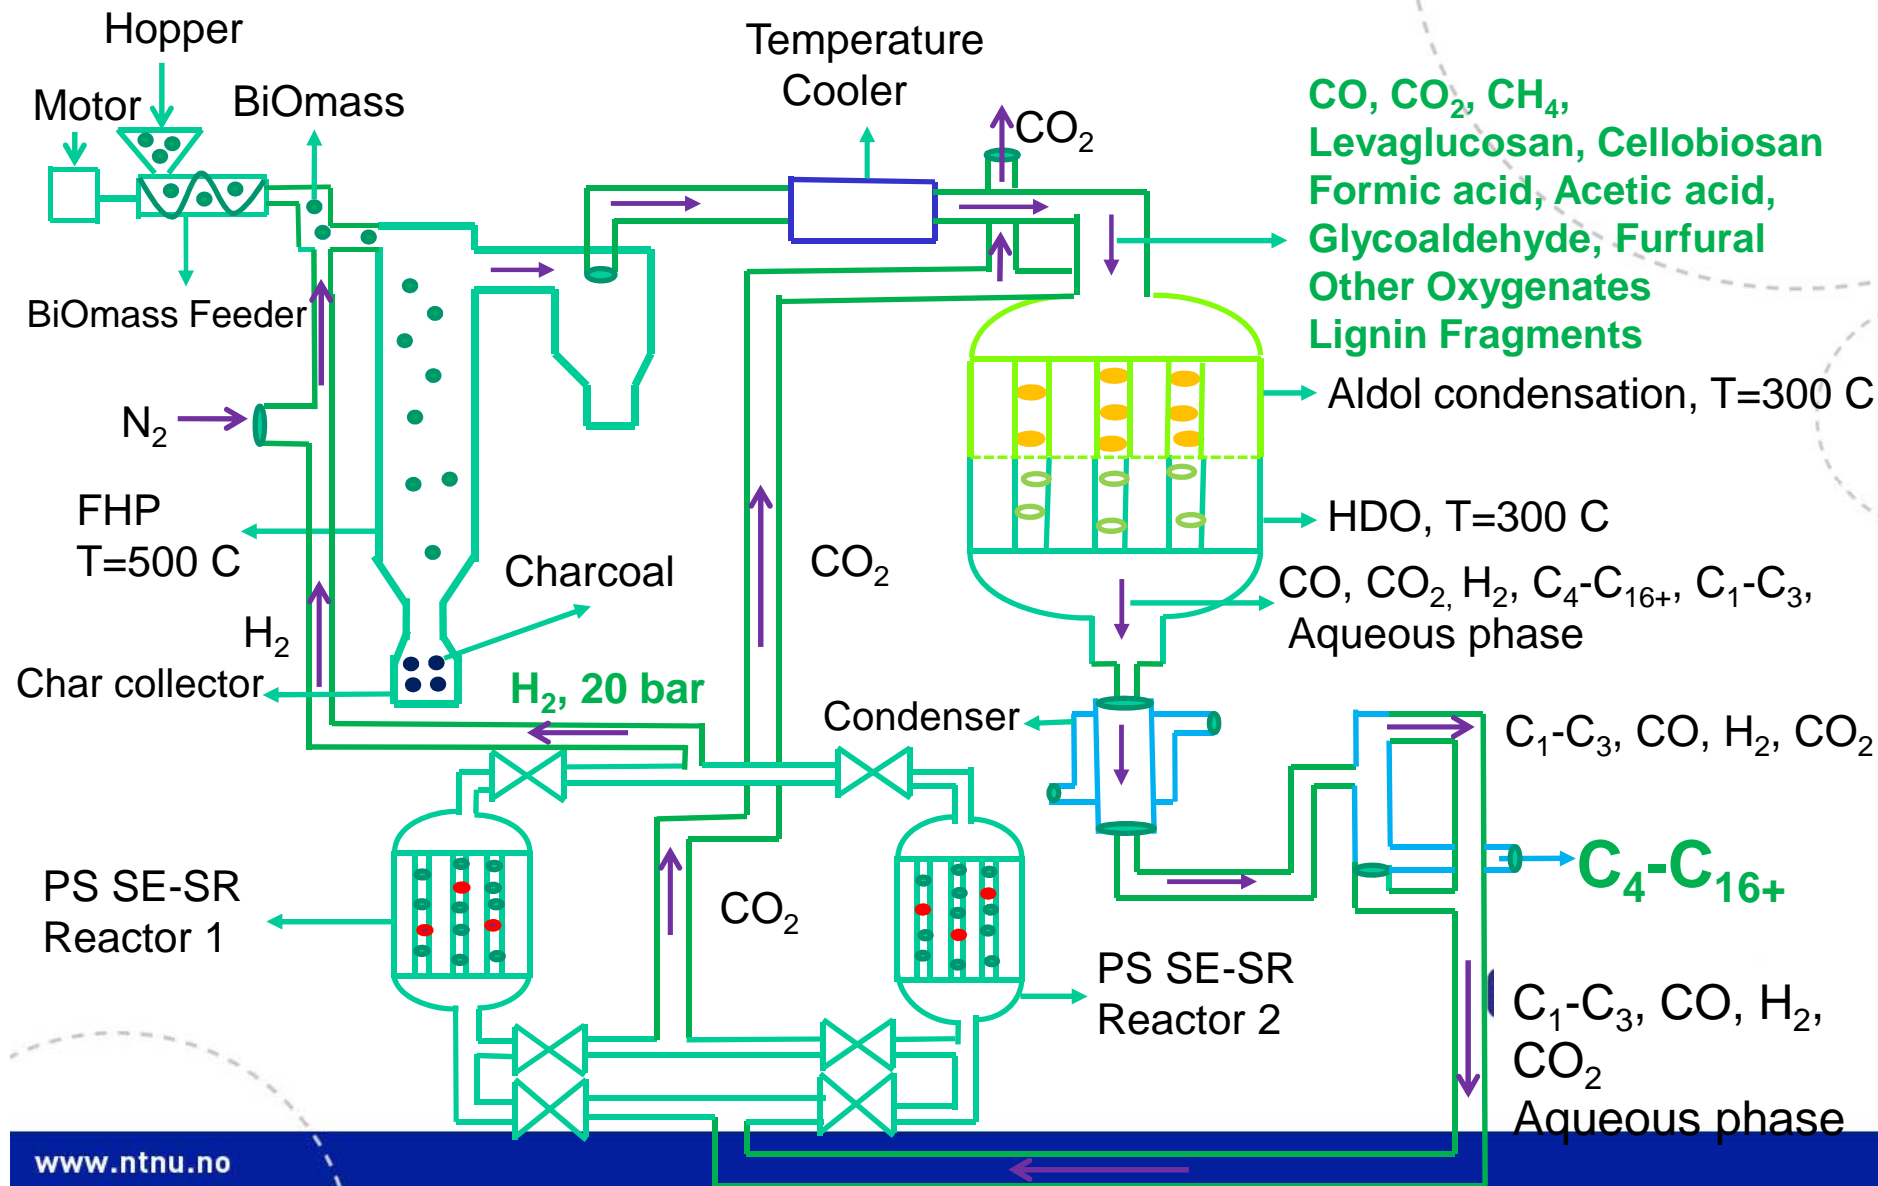 Hopper
Motor
BiOmass
Temperature
Cooler
CO₂
CO, CO₂, CH₄,
Levaglucosan, Cellobiosan
Formic acid, Acetic acid,
Glycoaldehyde, Furfural
Other Oxygenates
Lignin Fragments
BiOmass Feeder
Aldol condensation, T=300 C
N₂
FHP
T=500 C
HDO, T=300 C
Charcoal
CO₂
CO, CO₂, H₂, C₄-C₁₆₊, C₁-C₃,
Aqueous phase
H₂
Char collector
H₂, 20 bar
Condenser
C₁-C₃, CO, H₂, CO₂
C₄-C₁₆₊
PS SE-SR
Reactor 1
CO₂
PS SE-SR
Reactor 2
C₁-C₃, CO, H₂,
CO₂
Aqueous phase
www.ntnu.no